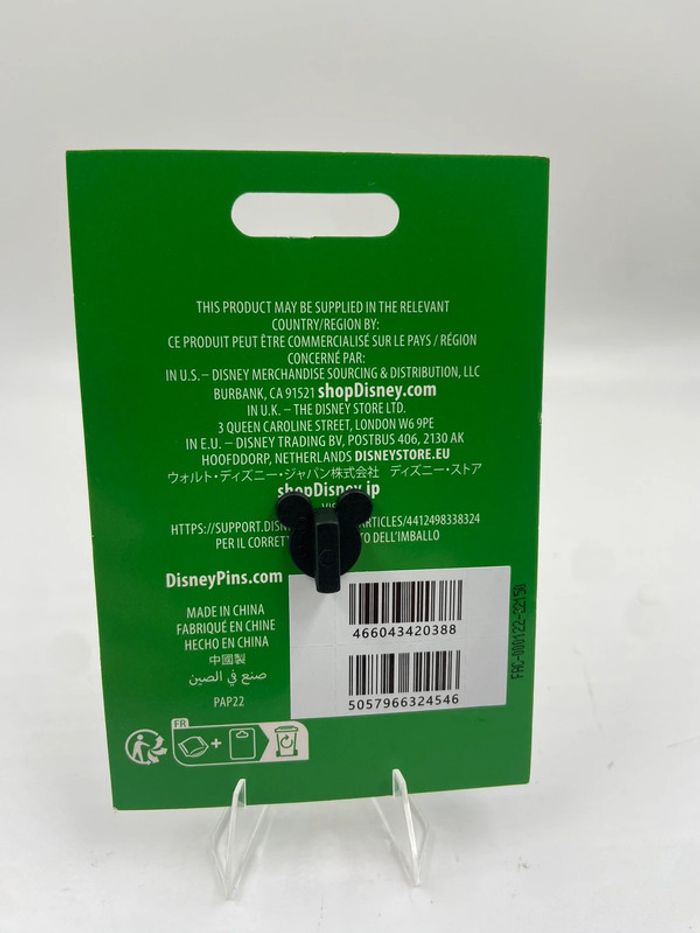 THIS PRODUCT MAY BE SUPPLIED IN THE RELEVANT
COUNTRY/REGION BY:
CE PRODUIT PEUT ÊTRE COMMERCIALISÉ SUR LE PAYS / RÉGION
CONCERNÉ PAR:
IN U.S. – DISNEY MERCHANDISE SOURCING & DISTRIBUTION, LLC
BURBANK, CA 91521 shopDisney.com
IN U.K. – THE DISNEY STORE LTD.
3 QUEEN CAROLINE STREET, LONDON W6 9PE
IN E.U. – DISNEY TRADING BV, POSTBUS 406, 2130 AK
HOOFDDORP, NETHERLANDS DISNEYSTORE.EU
ウォルト・ディズニー・ジャパン株式会社 ディズニー・ストア
shopDisney.jp
HTTPS://SUPPORT.DISN ARTICLES/4412498338324
PER IL CORRETT O DELL'IMBALLO
DisneyPins.com
MADE IN CHINA
FABRIQUÉ EN CHINE
HECHO EN CHINA
中國製
صنع في الصين
PAP22
FR
466043420388
5057966324546
FAC-000122-32150